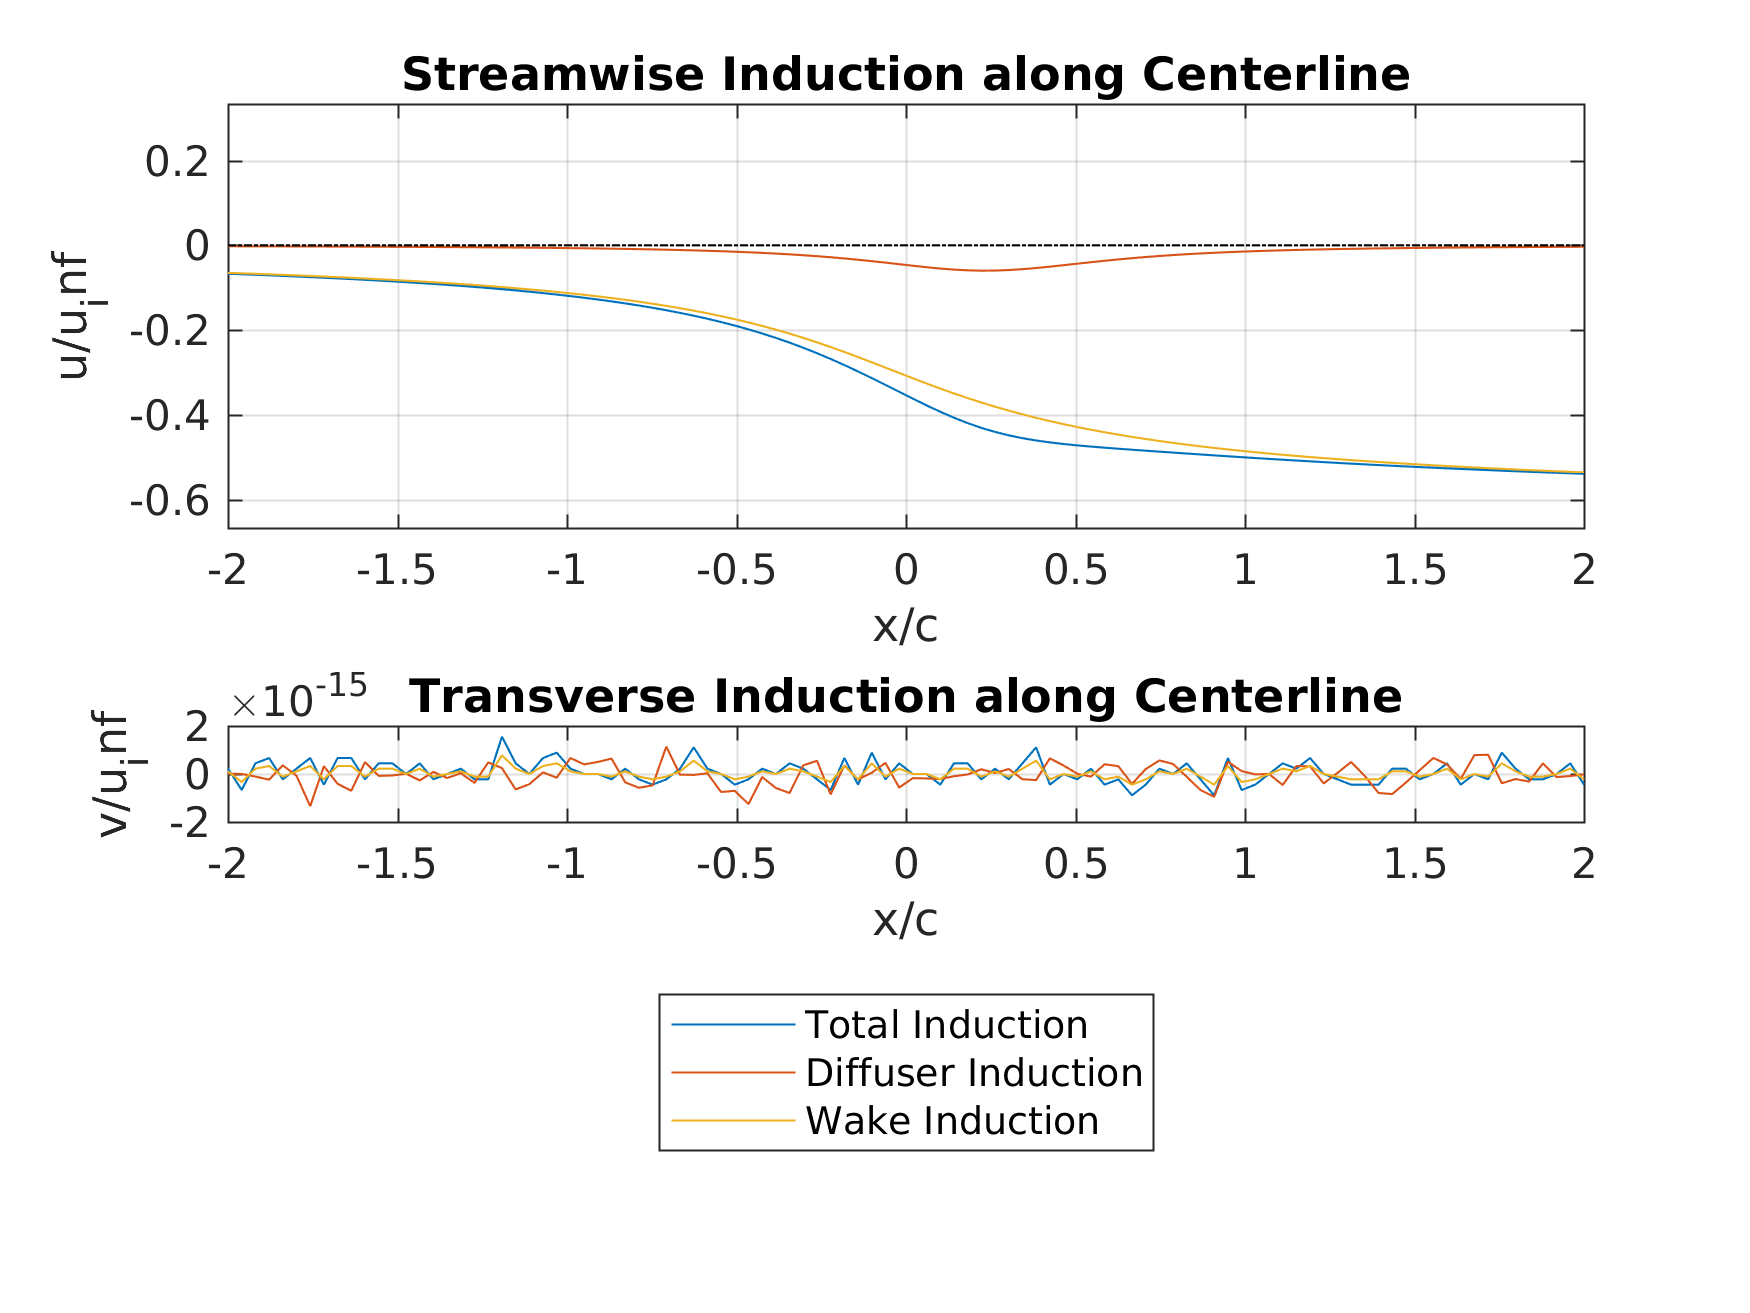 Streamwise Induction along Centerline
u/u_inf
0.2
0
-0.2
-0.4
-0.6
-2 -1.5 -1 -0.5 0 0.5 1 1.5 2
x/c
×10^-15
Transverse Induction along Centerline
v/u_inf
2
0
-2
-2 -1.5 -1 -0.5 0 0.5 1 1.5 2
x/c
Total Induction
Diffuser Induction
Wake Induction